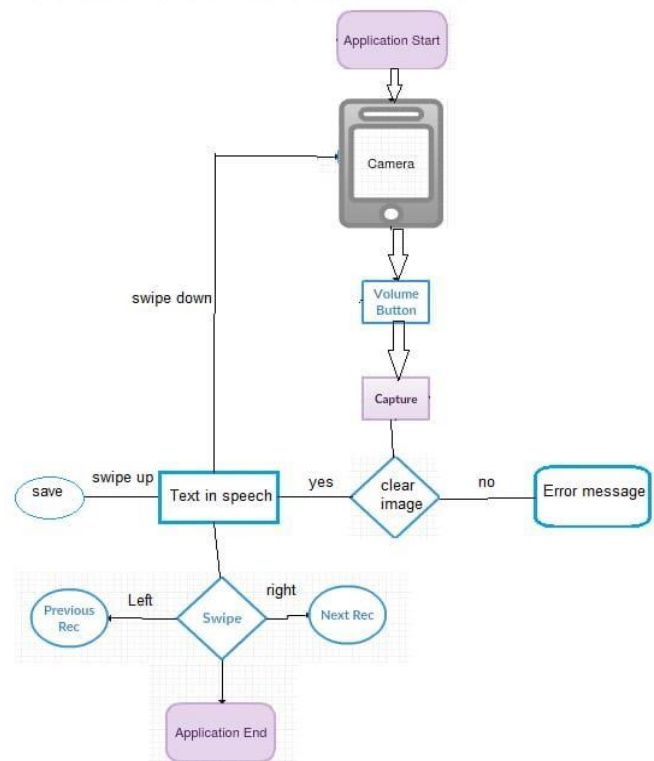 Application Start
Camera
swipe down
Volume
Button
Capture
save
swipe up
Text in speech
yes
clear
image
no
Error message
Previous
Rec
Left
Swipe
right
Next Rec
Application End